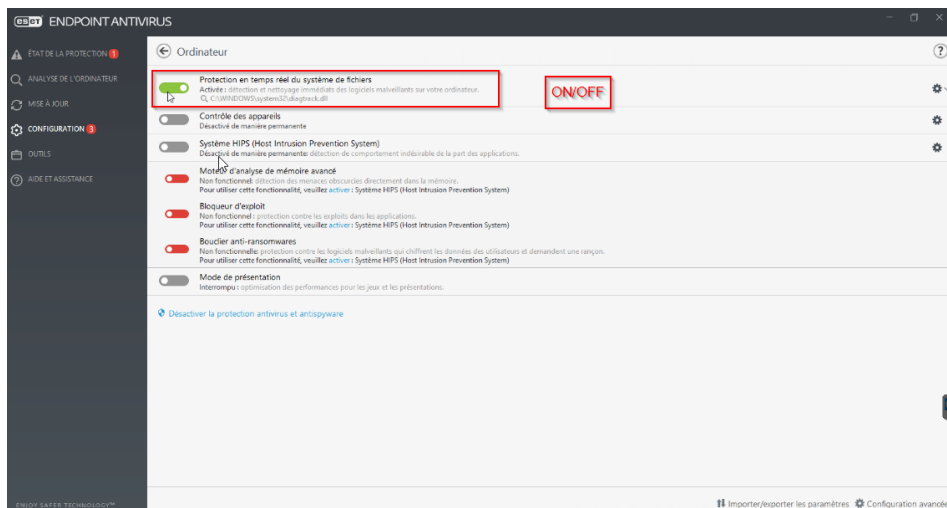 eset ENDPOINT ANTIVIRUS
ÉTAT DE LA PROTECTION 1
ANALYSE DE L'ORDINATEUR
MISE À JOUR
CONFIGURATION 3
OUTILS
AIDE ET ASSISTANCE
Ordinateur
?
Protection en temps réel du système de fichiers
Activée : détection et nettoyage immédiats des logiciels malveillants sur votre ordinateur.
C:\WINDOWS\system32\diagtrack.dll
ON/OFF
Contrôle des appareils
Désactivé de manière permanente
Système HIPS (Host Intrusion Prevention System)
Désactivé de manière permanente: détection de comportement indésirable de la part des applications.
Moteur d'analyse de mémoire avancé
Non fonctionnel: détection des menaces obscurcies directement dans la mémoire.
Pour utiliser cette fonctionnalité, veuillez activer : Système HIPS (Host Intrusion Prevention System)
Bloqueur d'exploit
Non fonctionnel : protection contre les exploits dans les applications.
Pour utiliser cette fonctionnalité, veuillez activer : Système HIPS (Host Intrusion Prevention System)
Bouclier anti-ransomwares
Non fonctionnelle: protection contre les logiciels malveillants qui chiffrent les données des utilisateurs et demandent une rançon.
Pour utiliser cette fonctionnalité, veuillez activer : Système HIPS (Host Intrusion Prevention System)
Mode de présentation
Interrompu : optimisation des performances pour les jeux et les présentations.
Désactiver la protection antivirus et antispyware
ENJOY SAFER TECHNOLOGY™
Importer/exporter les paramètres Configuration avancée